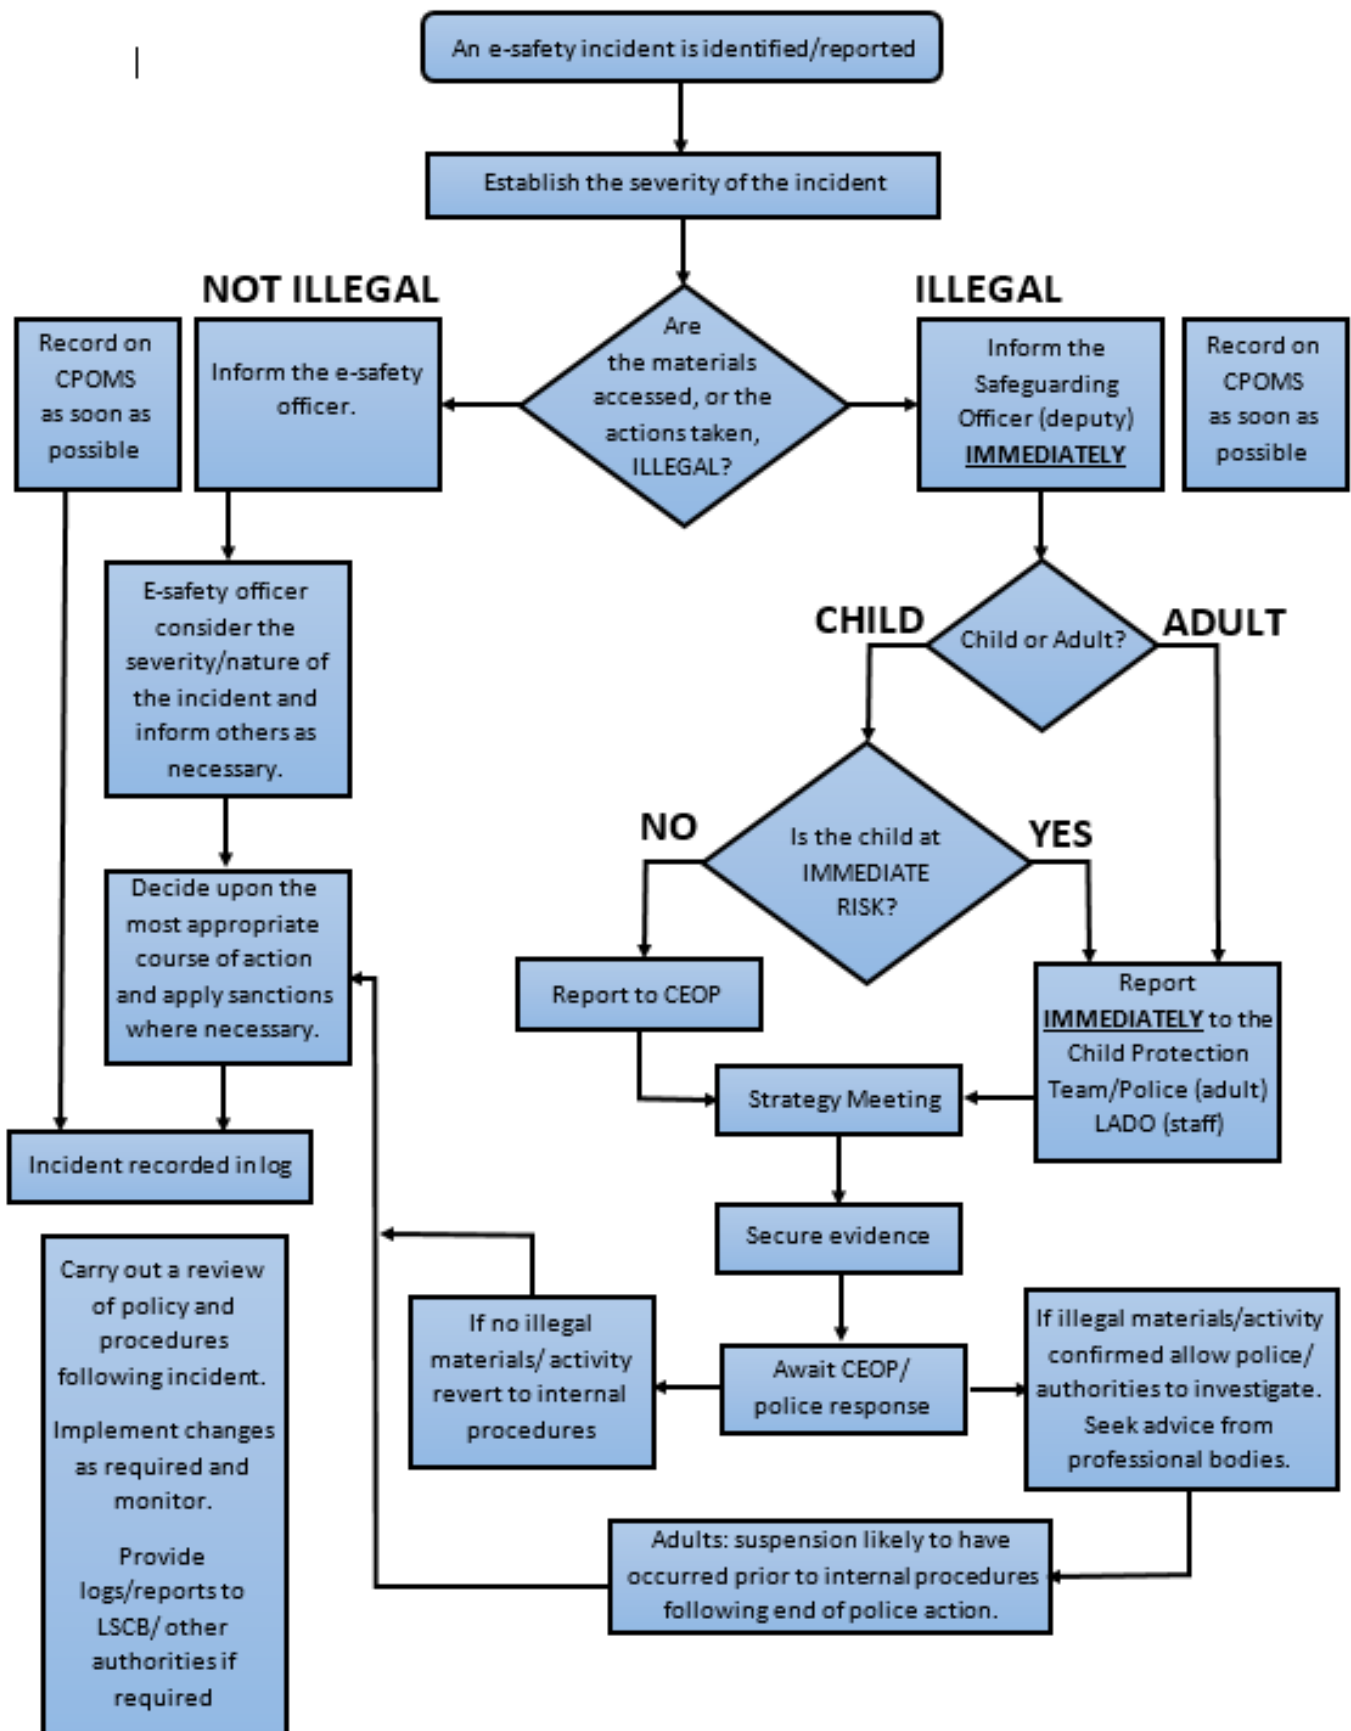 An e-safety incident is identified/reported
Establish the severity of the incident
NOT ILLEGAL
ILLEGAL
Record on
CPOMS
as soon as
possible
Inform the e-safety
officer.
Are
the materials
accessed, or the
actions taken,
ILLEGAL?
Inform the
Safeguarding
Officer (deputy)
IMMEDIATELY
Record on
CPOMS
as soon as
possible
E-safety officer
consider the
severity/nature of
the incident and
inform others as
necessary.
CHILD
Child or Adult?
ADULT
NO
Is the child at
IMMEDIATE
RISK?
YES
Decide upon the
most appropriate
course of action
and apply sanctions
where necessary.
Report to CEOP
Report
IMMEDIATELY to the
Child Protection
Team/Police (adult)
LADO (staff)
Strategy Meeting
Incident recorded in log
Secure evidence
Carry out a review
of policy and
procedures
following incident.
Implement changes
as required and
monitor.
Provide
logs/reports to
LSCB/ other
authorities if
required
If no illegal
materials/ activity
revert to internal
procedures
Await CEOP/
police response
If illegal materials/activity
confirmed allow police/
authorities to investigate.
Seek advice from
professional bodies.
Adults: suspension likely to have
occurred prior to internal procedures
following end of police action.